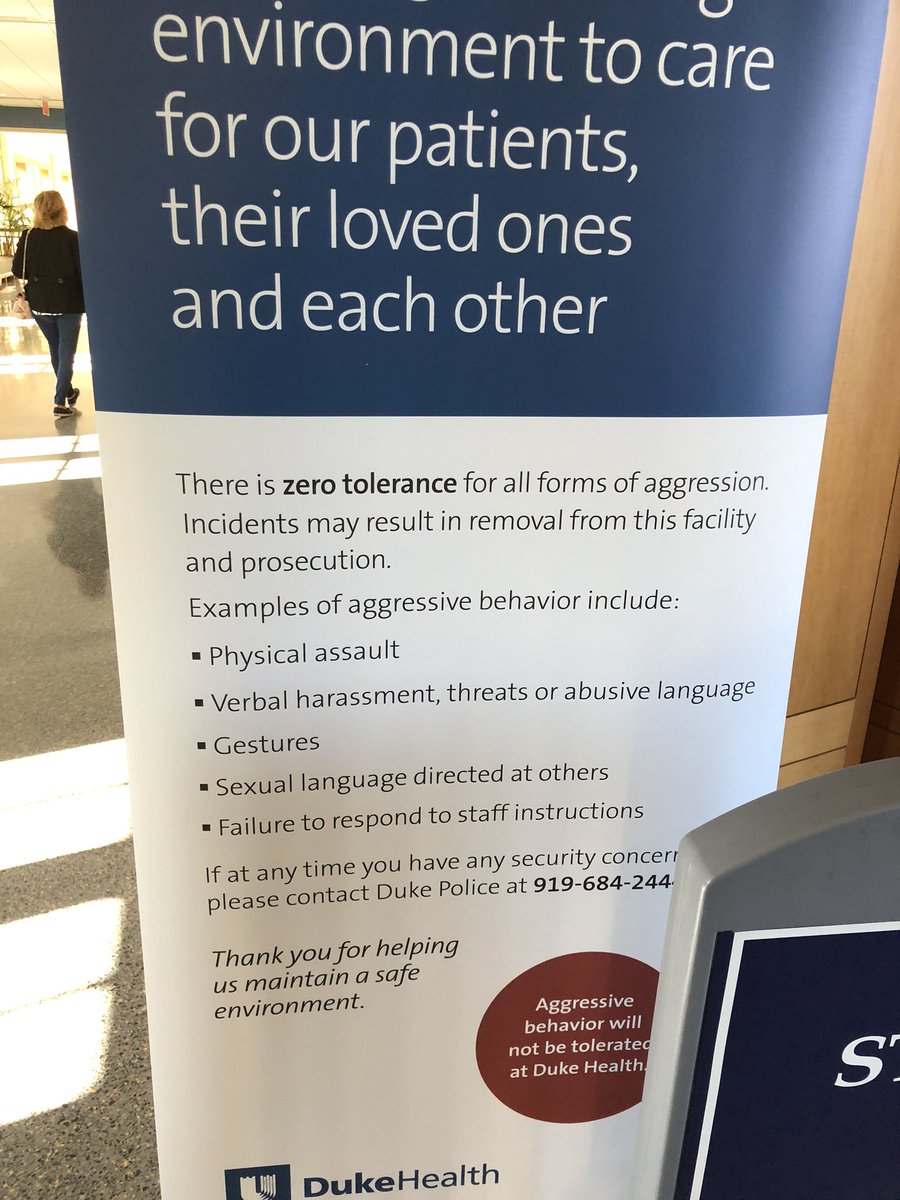 environment to care
for our patients,
their loved ones
and each other
There is zero tolerance for all forms of aggression.
Incidents may result in removal from this facility
and prosecution.
Examples of aggressive behavior include:
▪ Physical assault
▪ Verbal harassment, threats or abusive language
▪ Gestures
▪ Sexual language directed at others
▪ Failure to respond to staff instructions
If at any time you have any security
please contact Duke Police at
Thank you for helping
us maintain a safe
environment.
Aggressive
behavior will
not be tolerated
at Duke Health.
DukeHealth